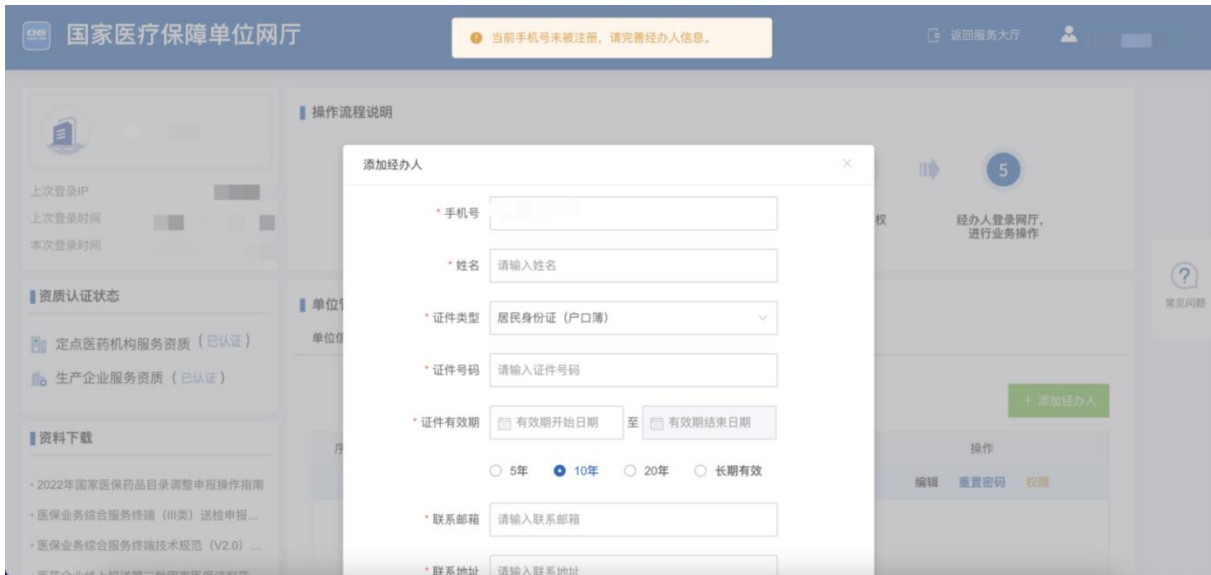 CHS
国家医疗保障单位网厅
当前手机号未被注册，请完善经办人信息。
返回服务大厅
上次登录IP
上次登录时间
本次登录时间
资质认证状态
定点医药机构服务资质（已认证）
生产企业服务资质（已认证）
资料下载
2022年国家医保药品目录调整申报操作指南
医保业务综合服务终端（III类）送检申报...
医保业务综合服务终端技术规范（V2.0）...
操作流程说明
权
5
经办人登录网厅，
进行业务操作
单位
单位信
+ 添加经办人
序
操作
编辑 重置密码 权限
添加经办人
* 手机号
* 姓名 请输入姓名
* 证件类型 居民身份证（户口簿）
* 证件号码 请输入证件号码
* 证件有效期 有效期开始日期 至 有效期结束日期
5年 10年 20年 长期有效
* 联系邮箱 请输入联系邮箱
* 联系地址 请输入联系地址
?
常见问题